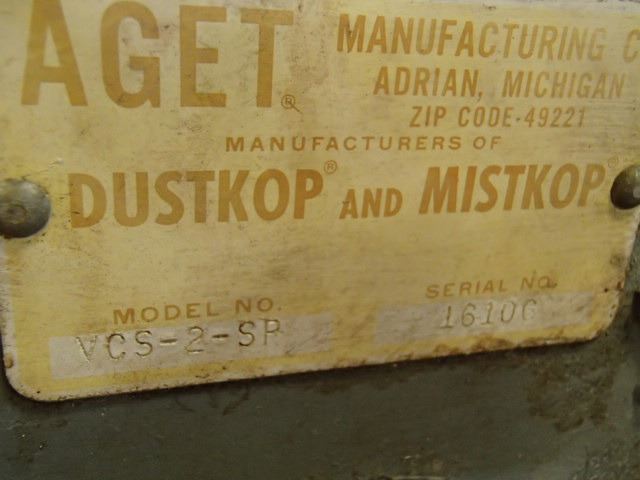 AGET®
MANUFACTURING C
ADRIAN, MICHIGAN
ZIP CODE·49221
MANUFACTURERS OF
DUSTKOP® AND MISTKOP®
MODEL NO.
VCS-2-SP
SERIAL NO.